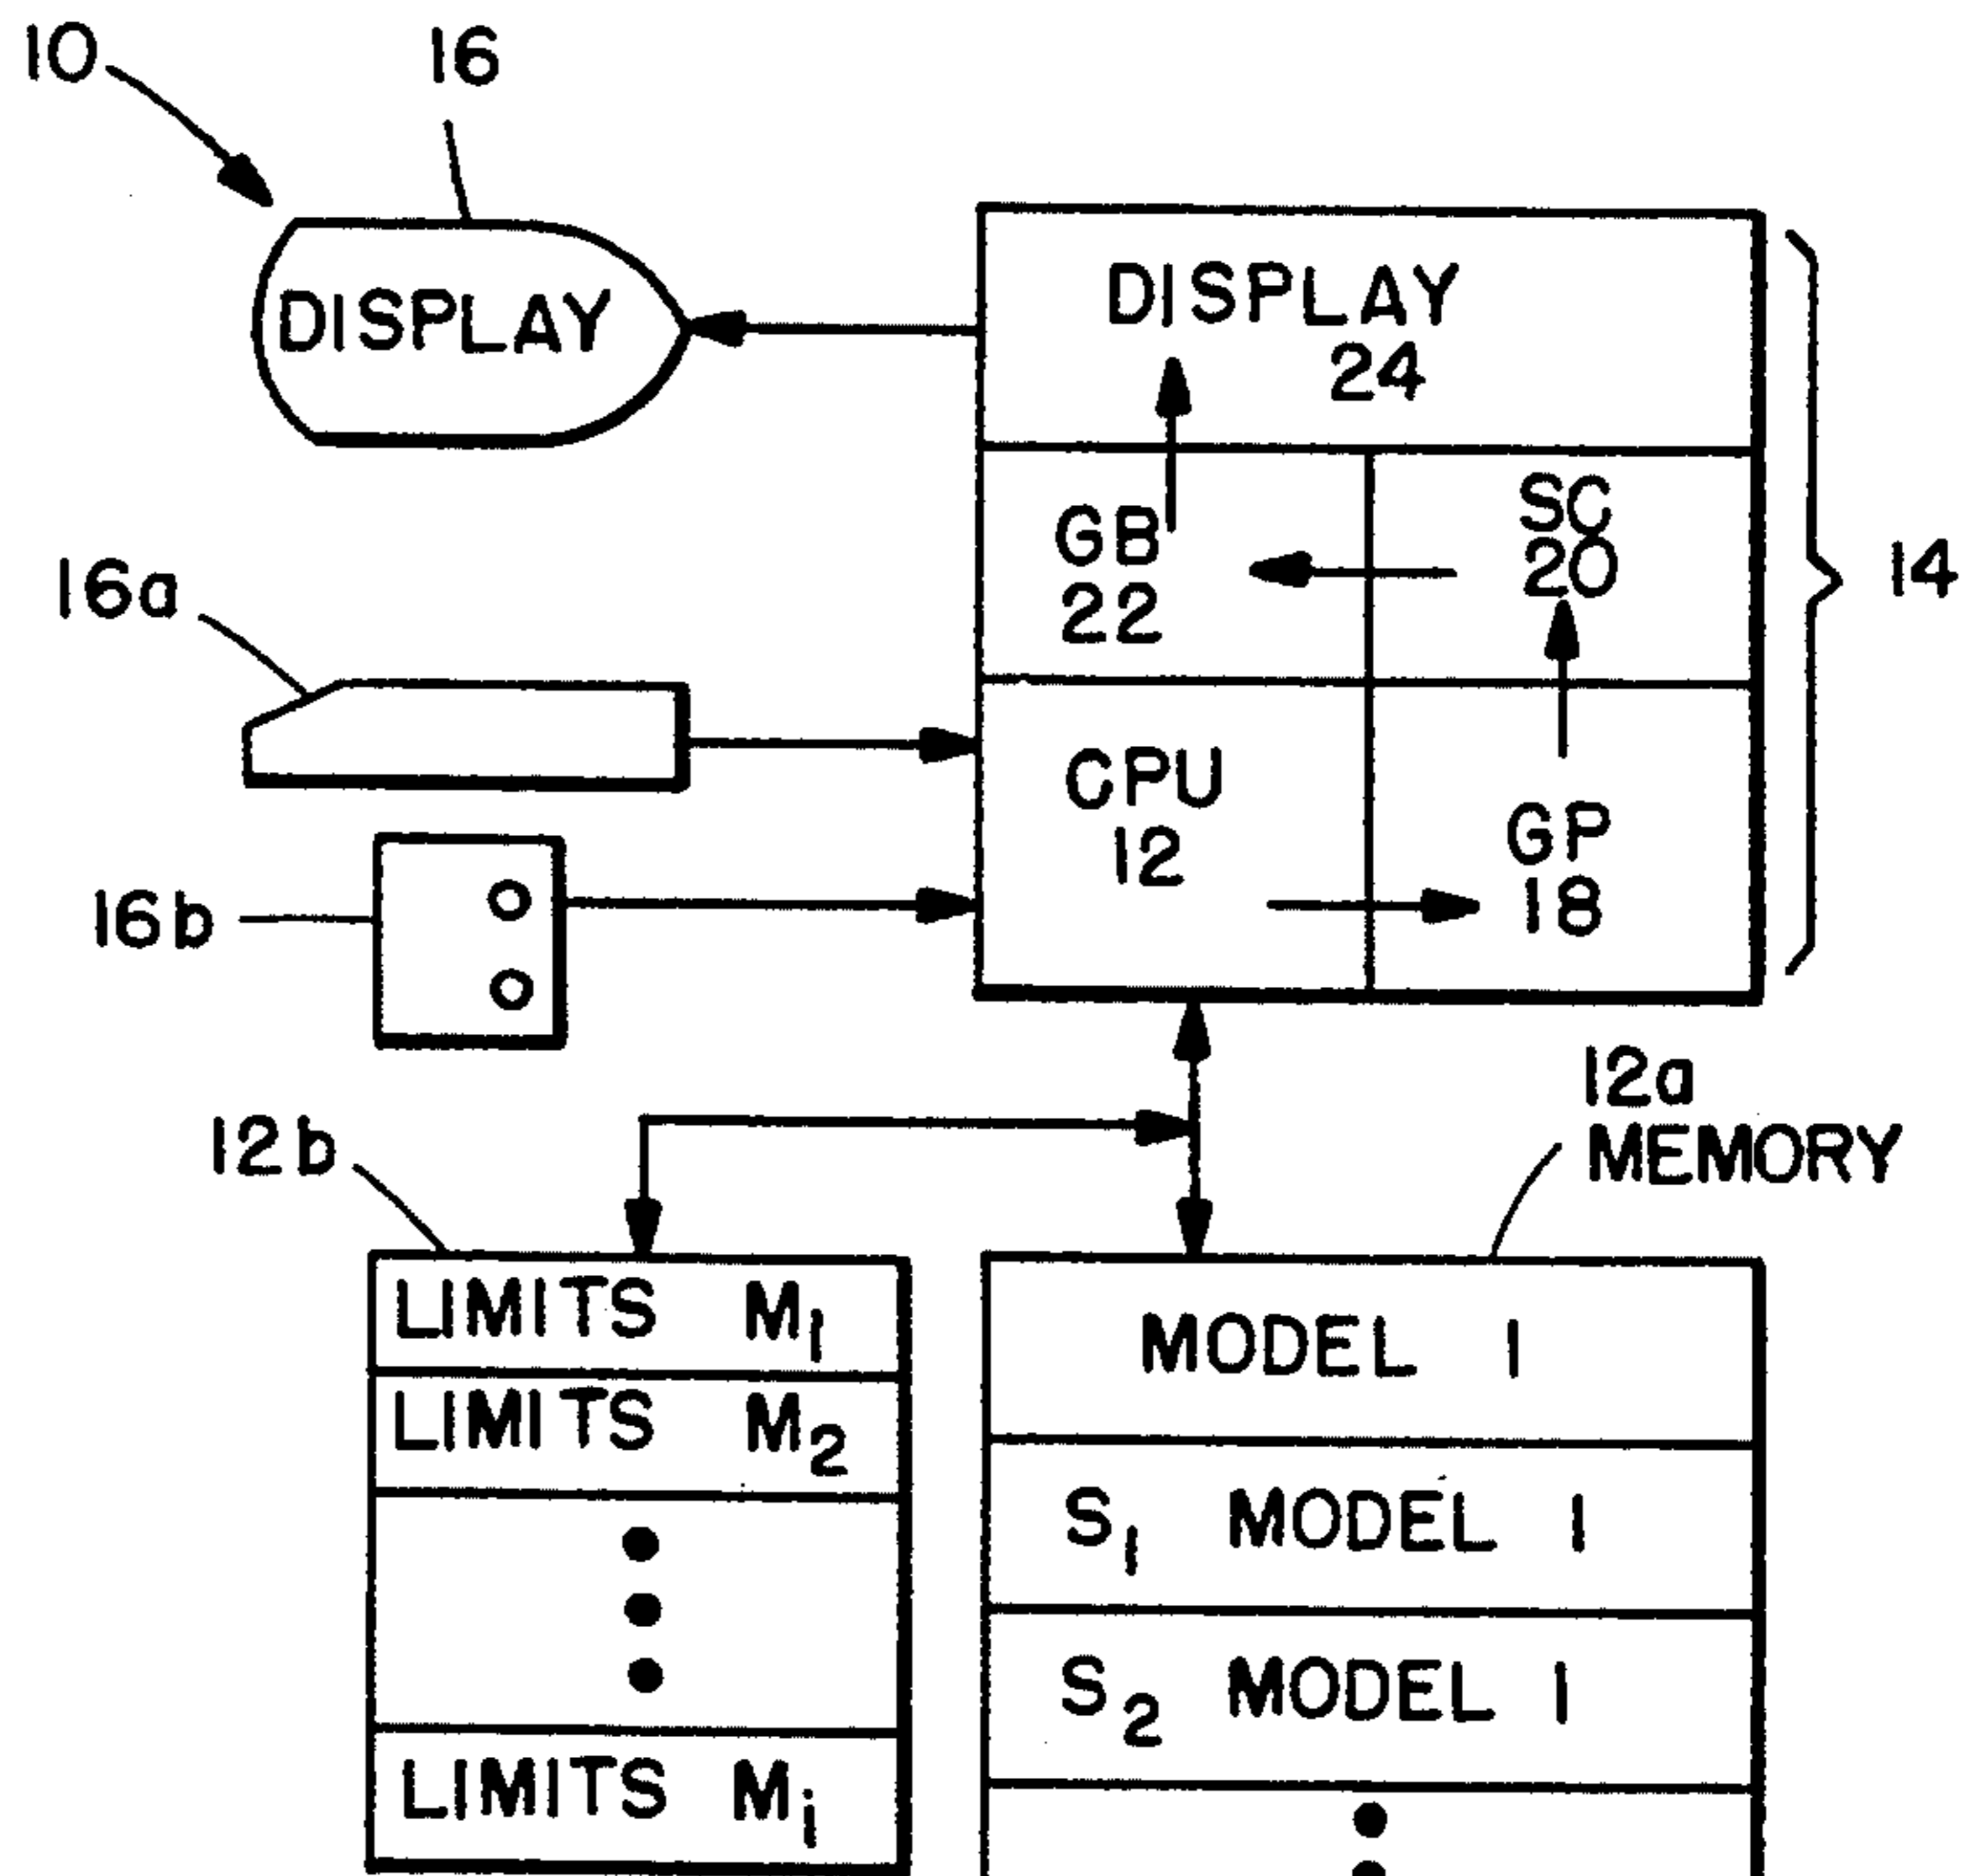 10
16
DISPLAY
DISPLAY
24
GB
22
SC
20
14
16a
CPU
12
GP
18
16b
12a
MEMORY
12b
LIMITS M1
LIMITS M2
LIMITS Mi
MODEL 1
S1 MODEL 1
S2 MODEL 1